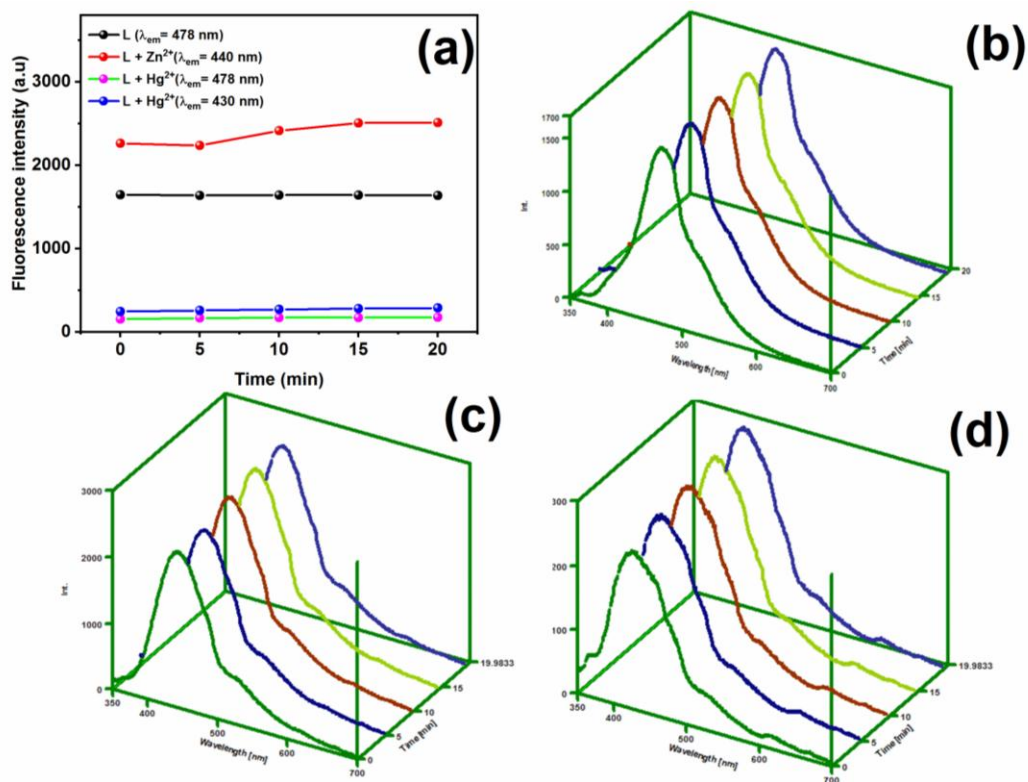 (a)
L (λem= 478 nm)
L + Zn²⁺(λem= 440 nm)
L + Hg²⁺(λem= 478 nm)
L + Hg²⁺(λem= 430 nm)
Fluorescence intensity (a.u)
3000
2000
1000
0
0 5 10 15 20
Time (min)
(b)
1700
1500
1000
500
0
Int.
350
400
500
600
700
Wavelength [nm]
0
5
10
15
20
Time [min]
(c)
3000
2000
1000
0
Int.
350
400
500
600
700
Wavelength [nm]
0
5
10
15
19.9833
Time [min]
(d)
300
200
100
0
Int.
350
400
500
600
700
Wavelength [nm]
0
5
10
15
19.9833
Time [min]